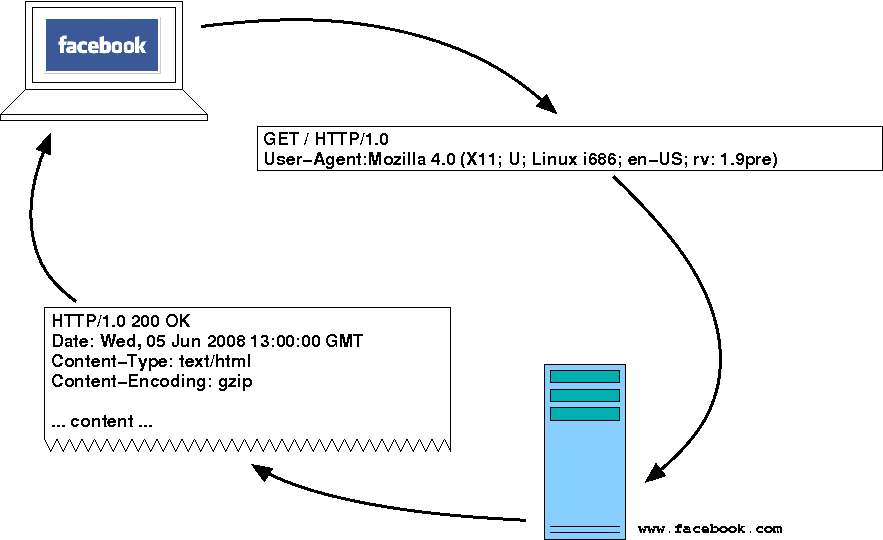 facebook
GET / HTTP/1.0
User-Agent:Mozilla 4.0 (X11; U; Linux i686; en-US; rv: 1.9pre)
HTTP/1.0 200 OK
Date: Wed, 05 Jun 2008 13:00:00 GMT
Content-Type: text/html
Content-Encoding: gzip
... content ...
www.facebook.com